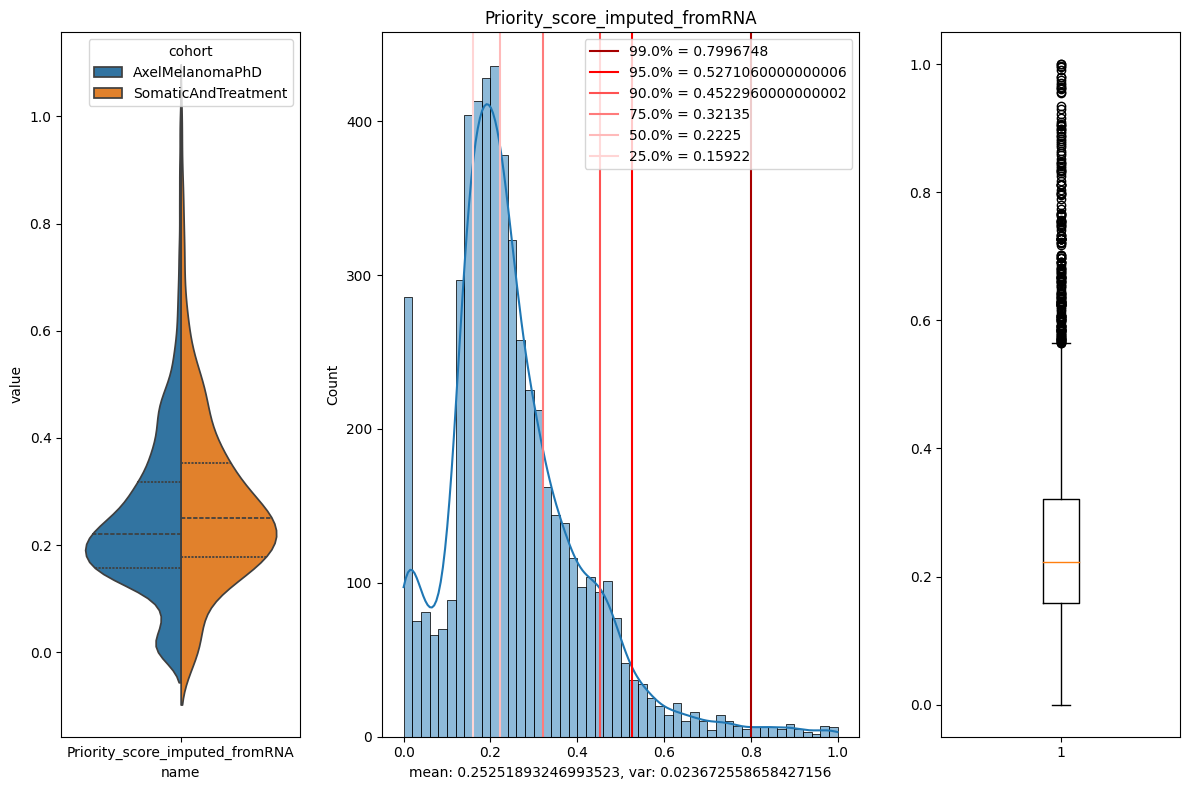 Priority_score_imputed_fromRNA
cohort
AxelMelanomaPhD
SomaticAndTreatment
value
1.0
0.8
0.6
0.4
0.2
0.0
Priority_score_imputed_fromRNA
name
99.0% = 0.7996748
95.0% = 0.5271060000000006
90.0% = 0.4522960000000002
75.0% = 0.32135
50.0% = 0.2225
25.0% = 0.15922
Count
400
300
200
100
0
0.0 0.2 0.4 0.6 0.8 1.0
mean: 0.25251893246993523, var: 0.023672558658427156
1.0
0.8
0.6
0.4
0.2
0.0
1